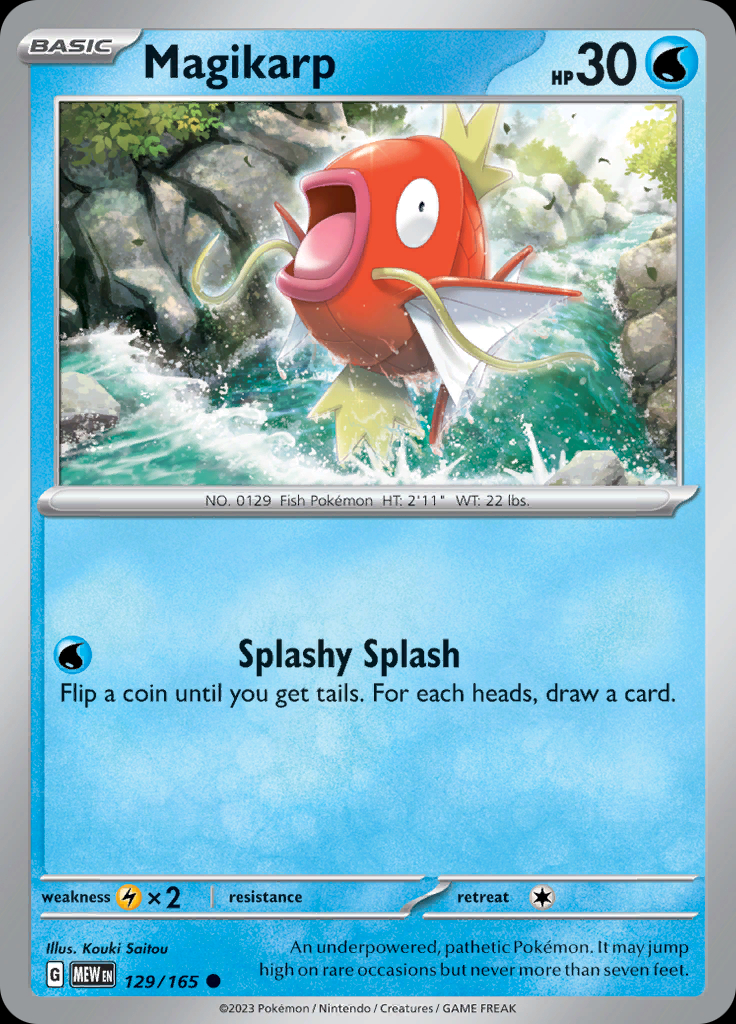 BASIC
Magikarp
HP 30
NO. 0129 Fish Pokémon HT: 2'11" WT: 22 lbs.
Splashy Splash
Flip a coin until you get tails. For each heads, draw a card.
weakness ×2 resistance retreat
Illus. Kouki Saitou
G MEW EN 129/165
An underpowered, pathetic Pokémon. It may jump
high on rare occasions but never more than seven feet.
©2023 Pokémon / Nintendo / Creatures / GAME FREAK